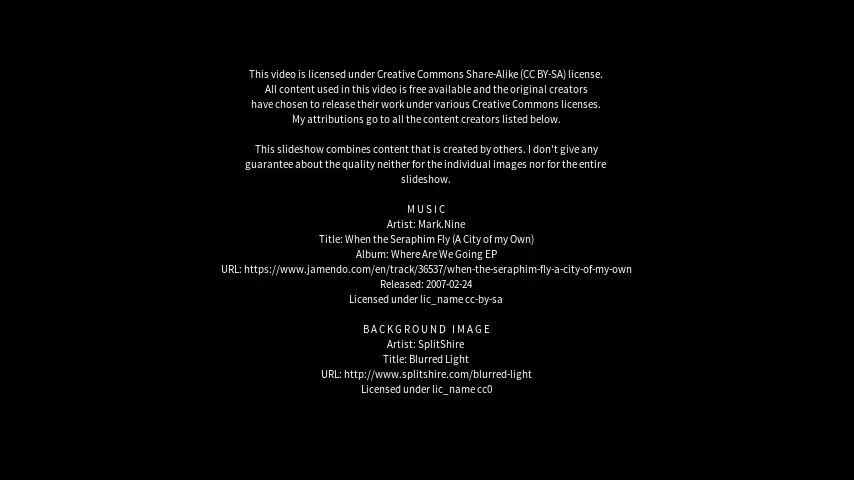 This video is licensed under Creative Commons Share-Alike (CC BY-SA) license.
All content used in this video is free available and the original creators
have chosen to release their work under various Creative Commons licenses.
My attributions go to all the content creators listed below.
This slideshow combines content that is created by others. I don't give any
guarantee about the quality neither for the individual images nor for the entire
slideshow.
MUSIC
Artist: Mark.Nine
Title: When the Seraphim Fly (A City of my Own)
Album: Where Are We Going EP
URL: https://www.jamendo.com/en/track/36537/when-the-seraphim-fly-a-city-of-my-own
Released: 2007-02-24
Licensed under lic_name cc-by-sa
BACKGROUND IMAGE
Artist: SplitShire
Title: Blurred Light
URL: http://www.splitshire.com/blurred-light
Licensed under lic_name cc0